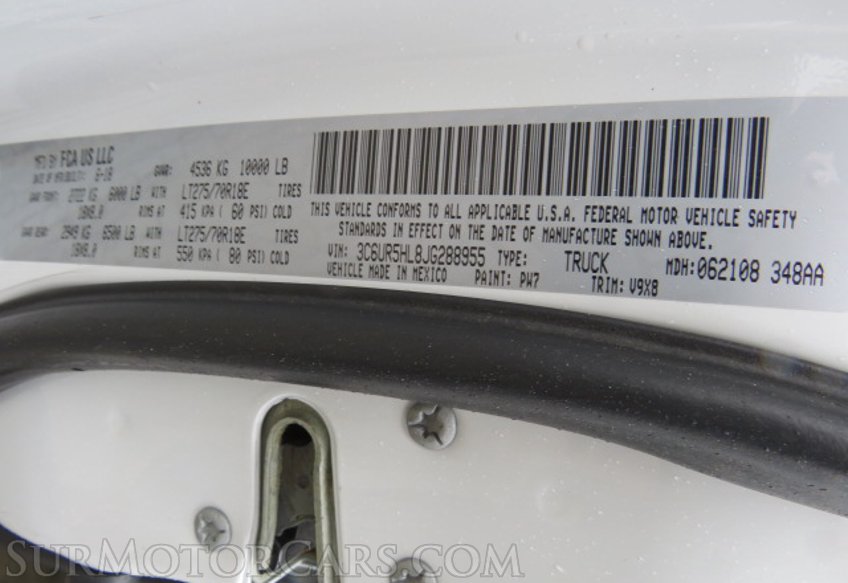 MFD BY FCA US LLC
DATE OF MFR/BUILT: 6-18 GVWR: 4536 KG 10000 LB
GAWR FRONT: 2722 KG 6000 LB WITH LT275/70R18E TIRES
18X8.0 RIMS AT 415 KPA ( 60 PSI) COLD
GAWR REAR: 2949 KG 6500 LB WITH LT275/70R18E TIRES
18X8.0 RIMS AT 550 KPA ( 80 PSI) COLD
THIS VEHICLE CONFORMS TO ALL APPLICABLE U.S.A. FEDERAL MOTOR VEHICLE SAFETY
STANDARDS IN EFFECT ON THE DATE OF MANUFACTURE SHOWN ABOVE.
VIN: 3C6UR5HL8JG288955 TYPE: TRUCK MDH: 062108 348AA
VEHICLE MADE IN MEXICO PAINT: PW7 TRIM: V9X8
SurMotorCars.com